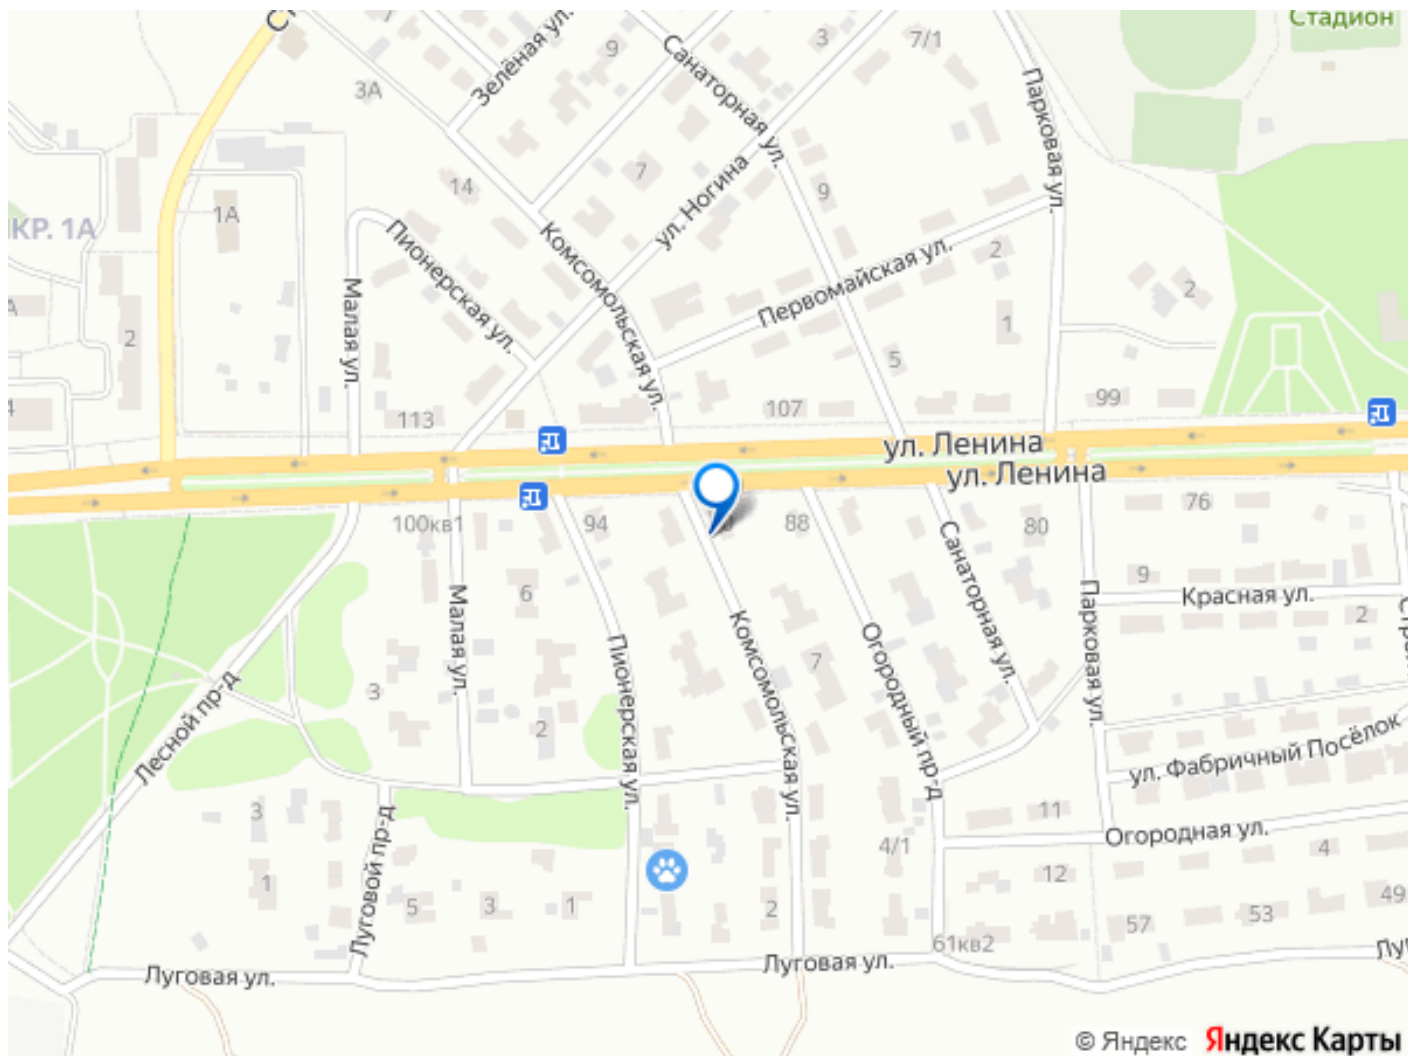 Стадион
Зелёная ул.
9
Санаторная ул.
3
7/1
3А
Парковая ул.
14
7
ул. Ногина
9
1А
КР. 1А
Пионерская ул.
Комсомольская ул.
Первомайская ул.
2
2
Малая ул.
2
1
5
4
113
107
99
ул. Ленина
ул. Ленина
100кв1
94
88
80
76
Санаторная ул.
9
Красная ул.
2
6
Малая ул.
Пионерская ул.
Комсомольская ул.
Огородный пр-д
Парковая ул.
7
3
2
Лесной пр-д
ул. Фабричный Посёлок
3
11
Огородная ул.
4/1
4
Луговой пр-д
12
1
5
3
1
2
57
53
49
61кв2
Луговая ул.
Луговая ул.
© Яндекс Яндекс Карты